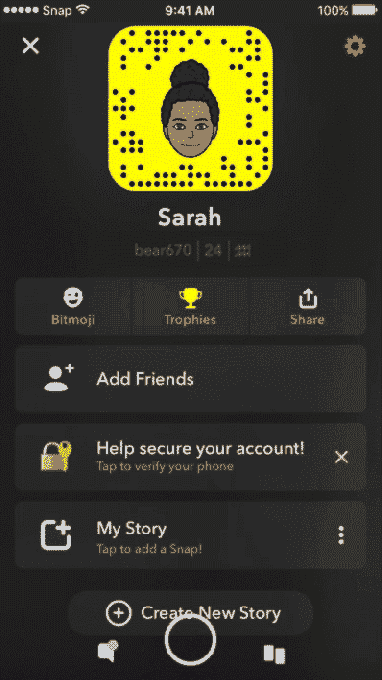 Snap 9:41 AM 100%
Sarah
bear670 | 24 |
Bitmoji Trophies Share
Add Friends
Help secure your account!
Tap to verify your phone
My Story
Tap to add a Snap!
Create New Story